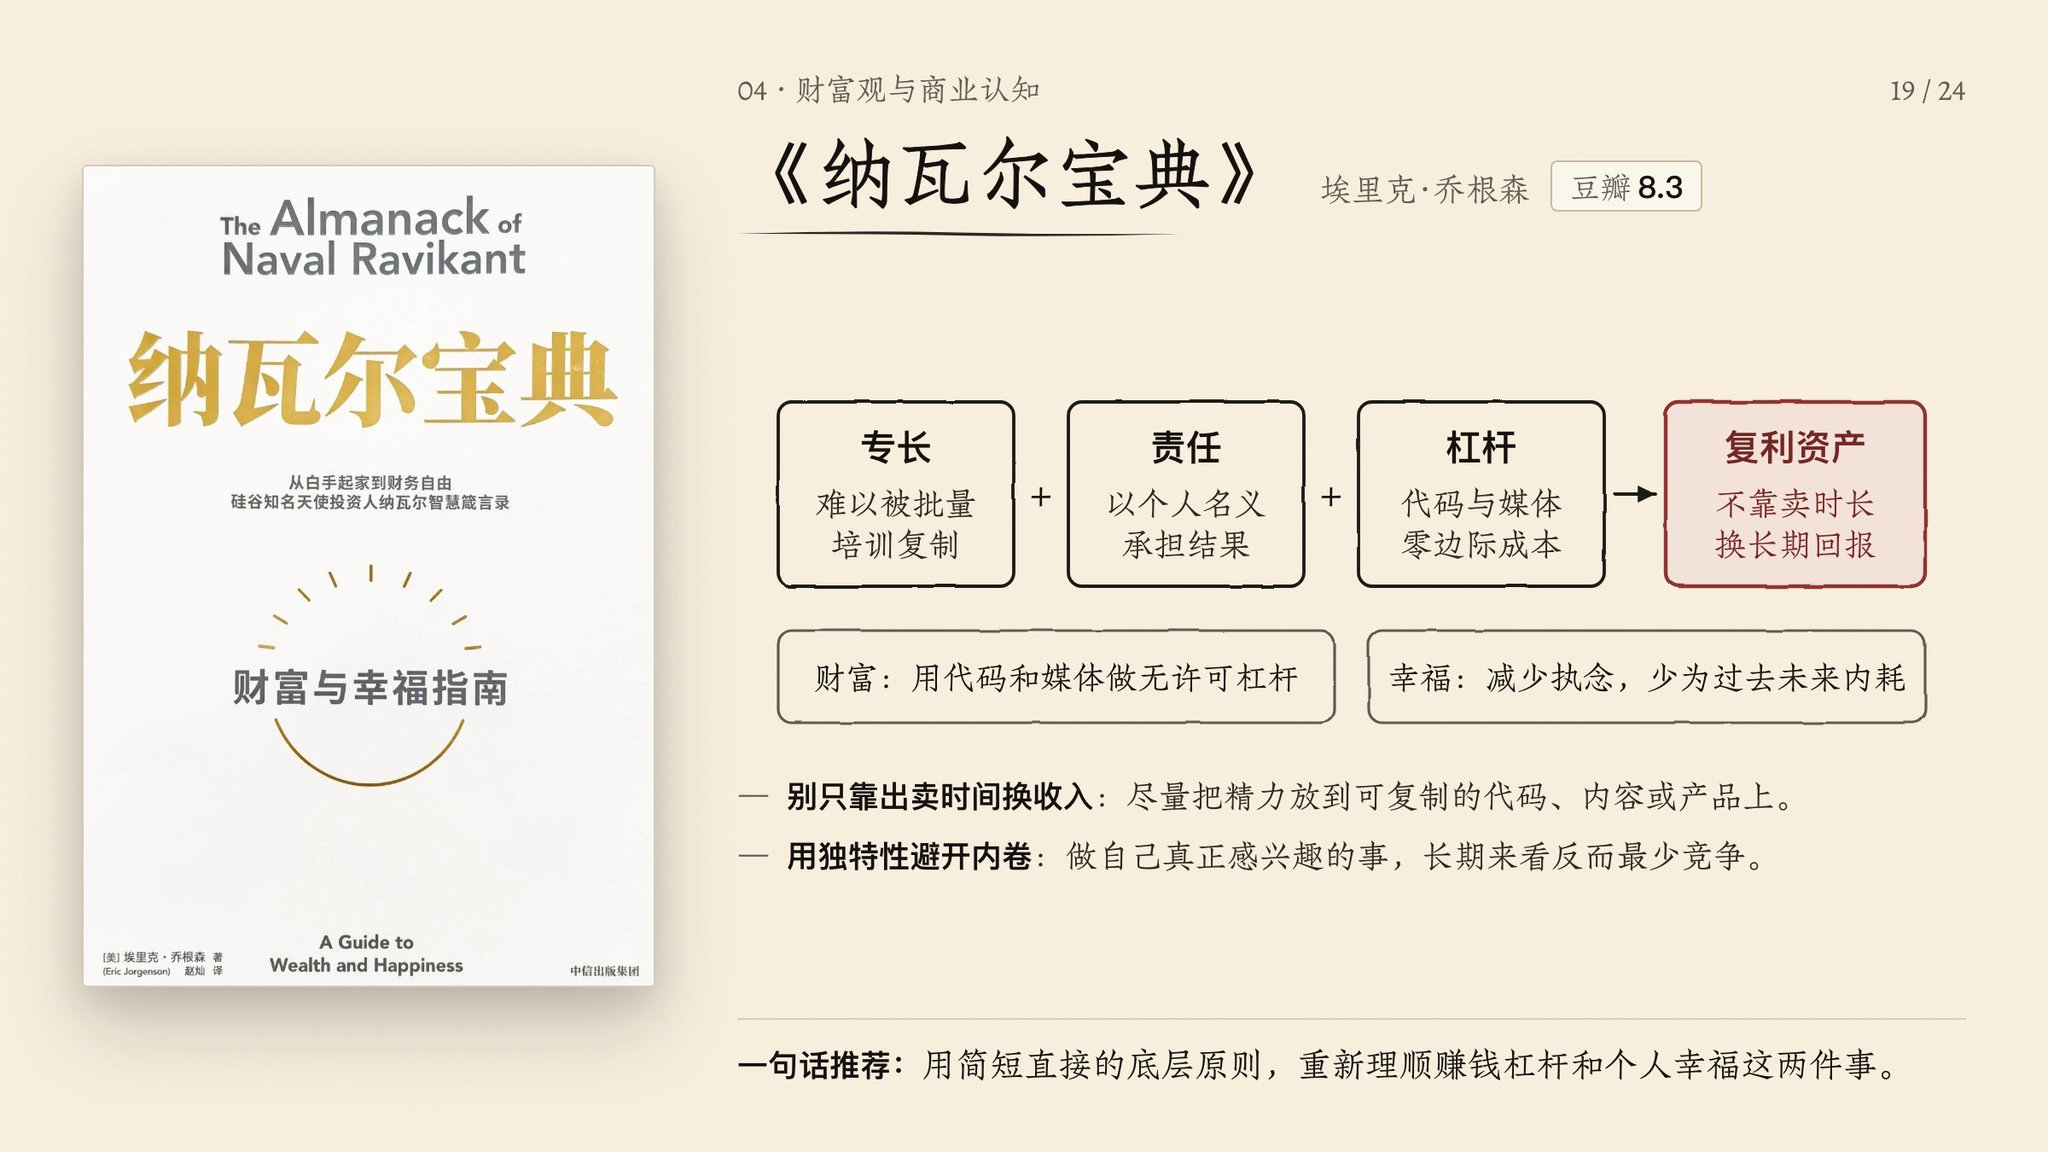 The Almanack of
Naval Ravikant
纳瓦尔宝典
从白手起家到财务自由
硅谷知名天使投资人纳瓦尔智慧箴言录
财富与幸福指南
[美] 埃里克·乔根森 著
(Eric Jorgenson) 赵灿 译
A Guide to
Wealth and Happiness
中信出版集团
04 · 财富观与商业认知
19 / 24
《纳瓦尔宝典》
埃里克·乔根森
豆瓣 8.3
专长
难以被批量
培训复制
+
责任
以个人名义
承担结果
+
杠杆
代码与媒体
零边际成本
复利资产
不靠卖时长
换长期回报
财富：用代码和媒体做无许可杠杆
幸福：减少执念，少为过去未来内耗
— 别只靠出卖时间换收入：尽量把精力放到可复制的代码、内容或产品上。
— 用独特性避开内卷：做自己真正感兴趣的事，长期来看反而最少竞争。
一句话推荐：用简短直接的底层原则，重新理顺赚钱杠杆和个人幸福这两件事。